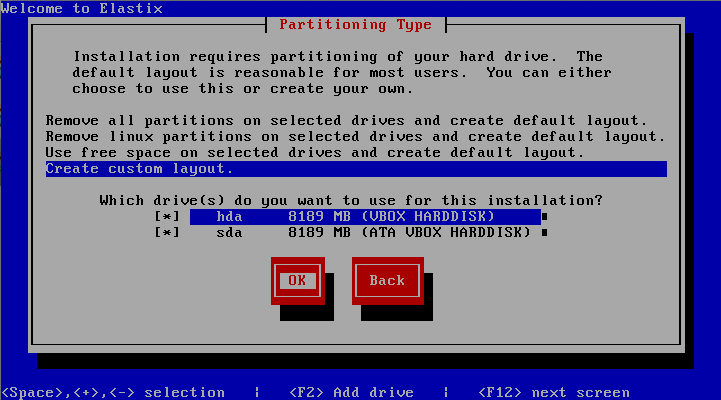 Welcome to Elastix
Partitioning Type
Installation requires partitioning of your hard drive.  The
default layout is reasonable for most users.  You can either
choose to use this or create your own.
Remove all partitions on selected drives and create default layout.
Remove linux partitions on selected drives and create default layout.
Use free space on selected drives and create default layout.
Create custom layout.
Which drive(s) do you want to use for this installation?
[*]    hda     8189 MB (VBOX HARDDISK)
[*]    sda     8189 MB (ATA VBOX HARDDISK)
OK    Back
<Space>,<+>,<-> selection   |   <F2> Add drive   |   <F12> next screen